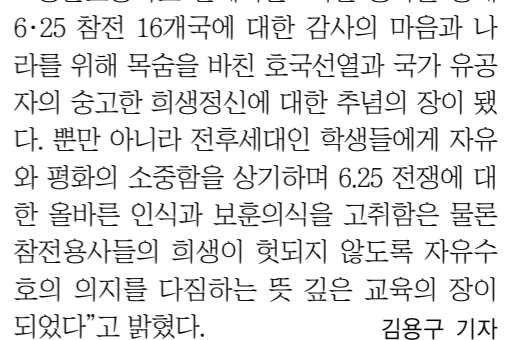 6·25 참전 16개국에 대한 감사의 마음과 나
라를 위해 목숨을 바친 호국선열과 국가 유공
자의 숭고한 희생정신에 대한 추념의 장이 됐
다. 뿐만 아니라 전후세대인 학생들에게 자유
와 평화의 소중함을 상기하며 6.25 전쟁에 대
한 올바른 인식과 보훈의식을 고취함은 물론
참전용사들의 희생이 헛되지 않도록 자유수
호의 의지를 다짐하는 뜻 깊은 교육의 장이
되었다”고 밝혔다. 김용구 기자